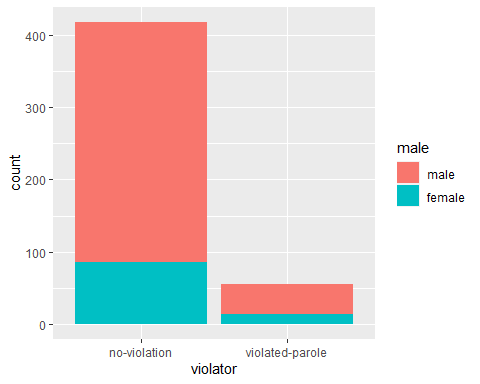 count
400
300
200
100
0
no-violation
violated-parole
violator
male
male
female